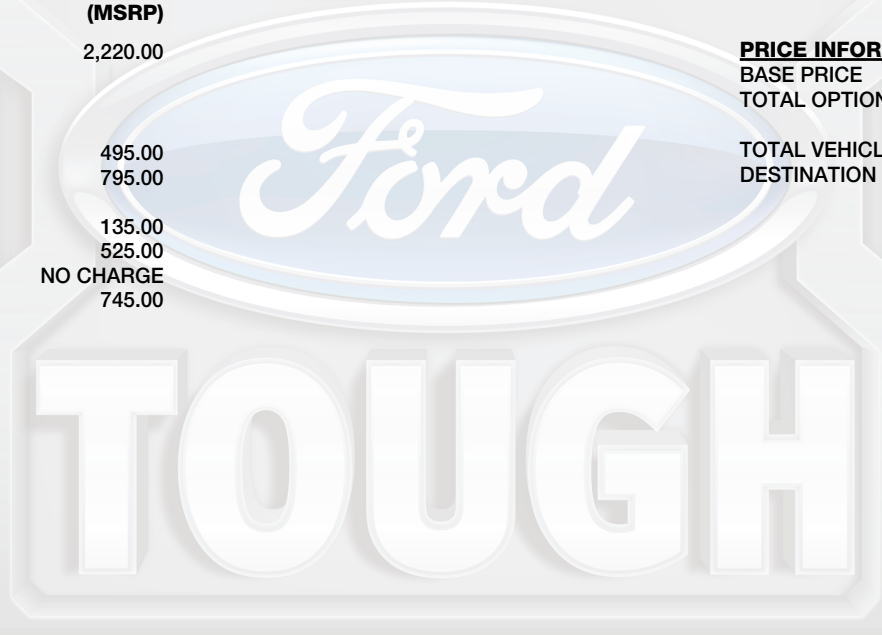 (MSRP)
2,220.00
495.00
795.00
135.00
525.00
NO CHARGE
745.00
PRICE INFOR
BASE PRICE
TOTAL OPTION
TOTAL VEHICL
DESTINATION
Ford
TOUGH